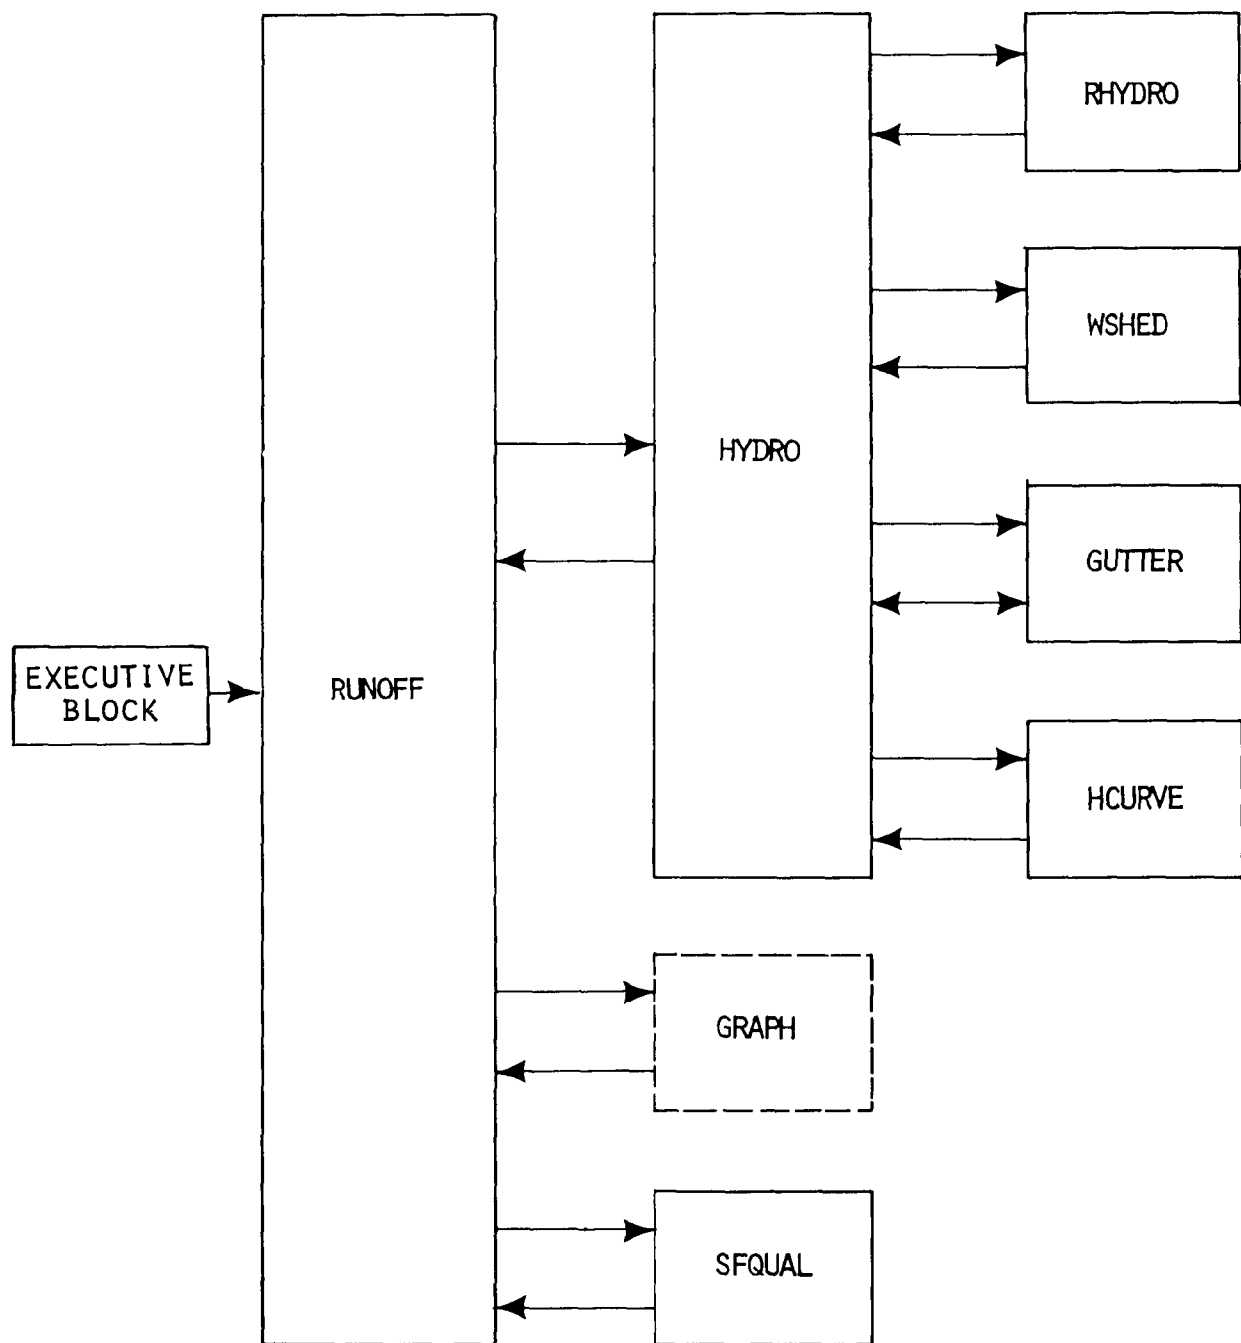 RHYDRO
WSHED
HYDRO
GUTTER
EXECUTIVE
BLOCK
RUNOFF
HCURVE
GRAPH
SFQUAL